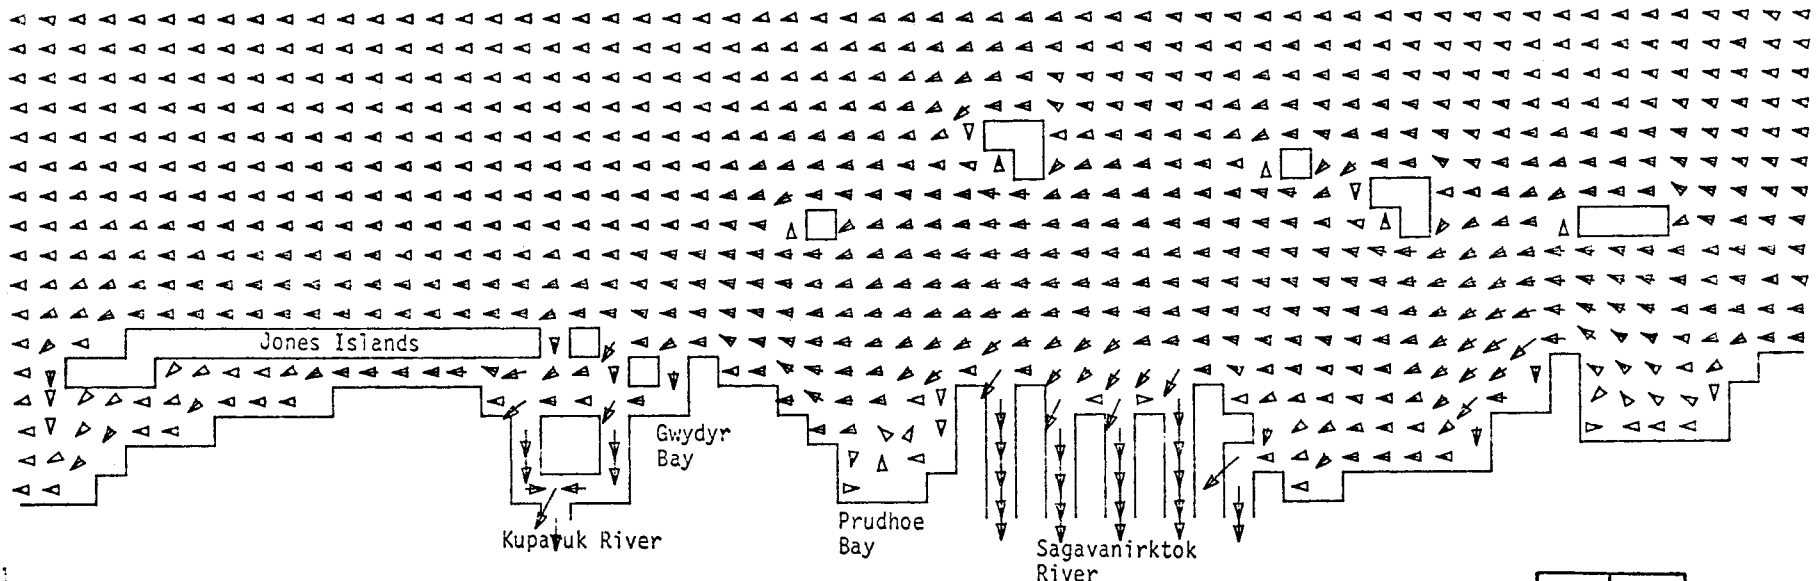 Jones Islands
Gwydyr
Bay
Kuparuk River
Prudhoe
Bay
Sagavanirktok
River